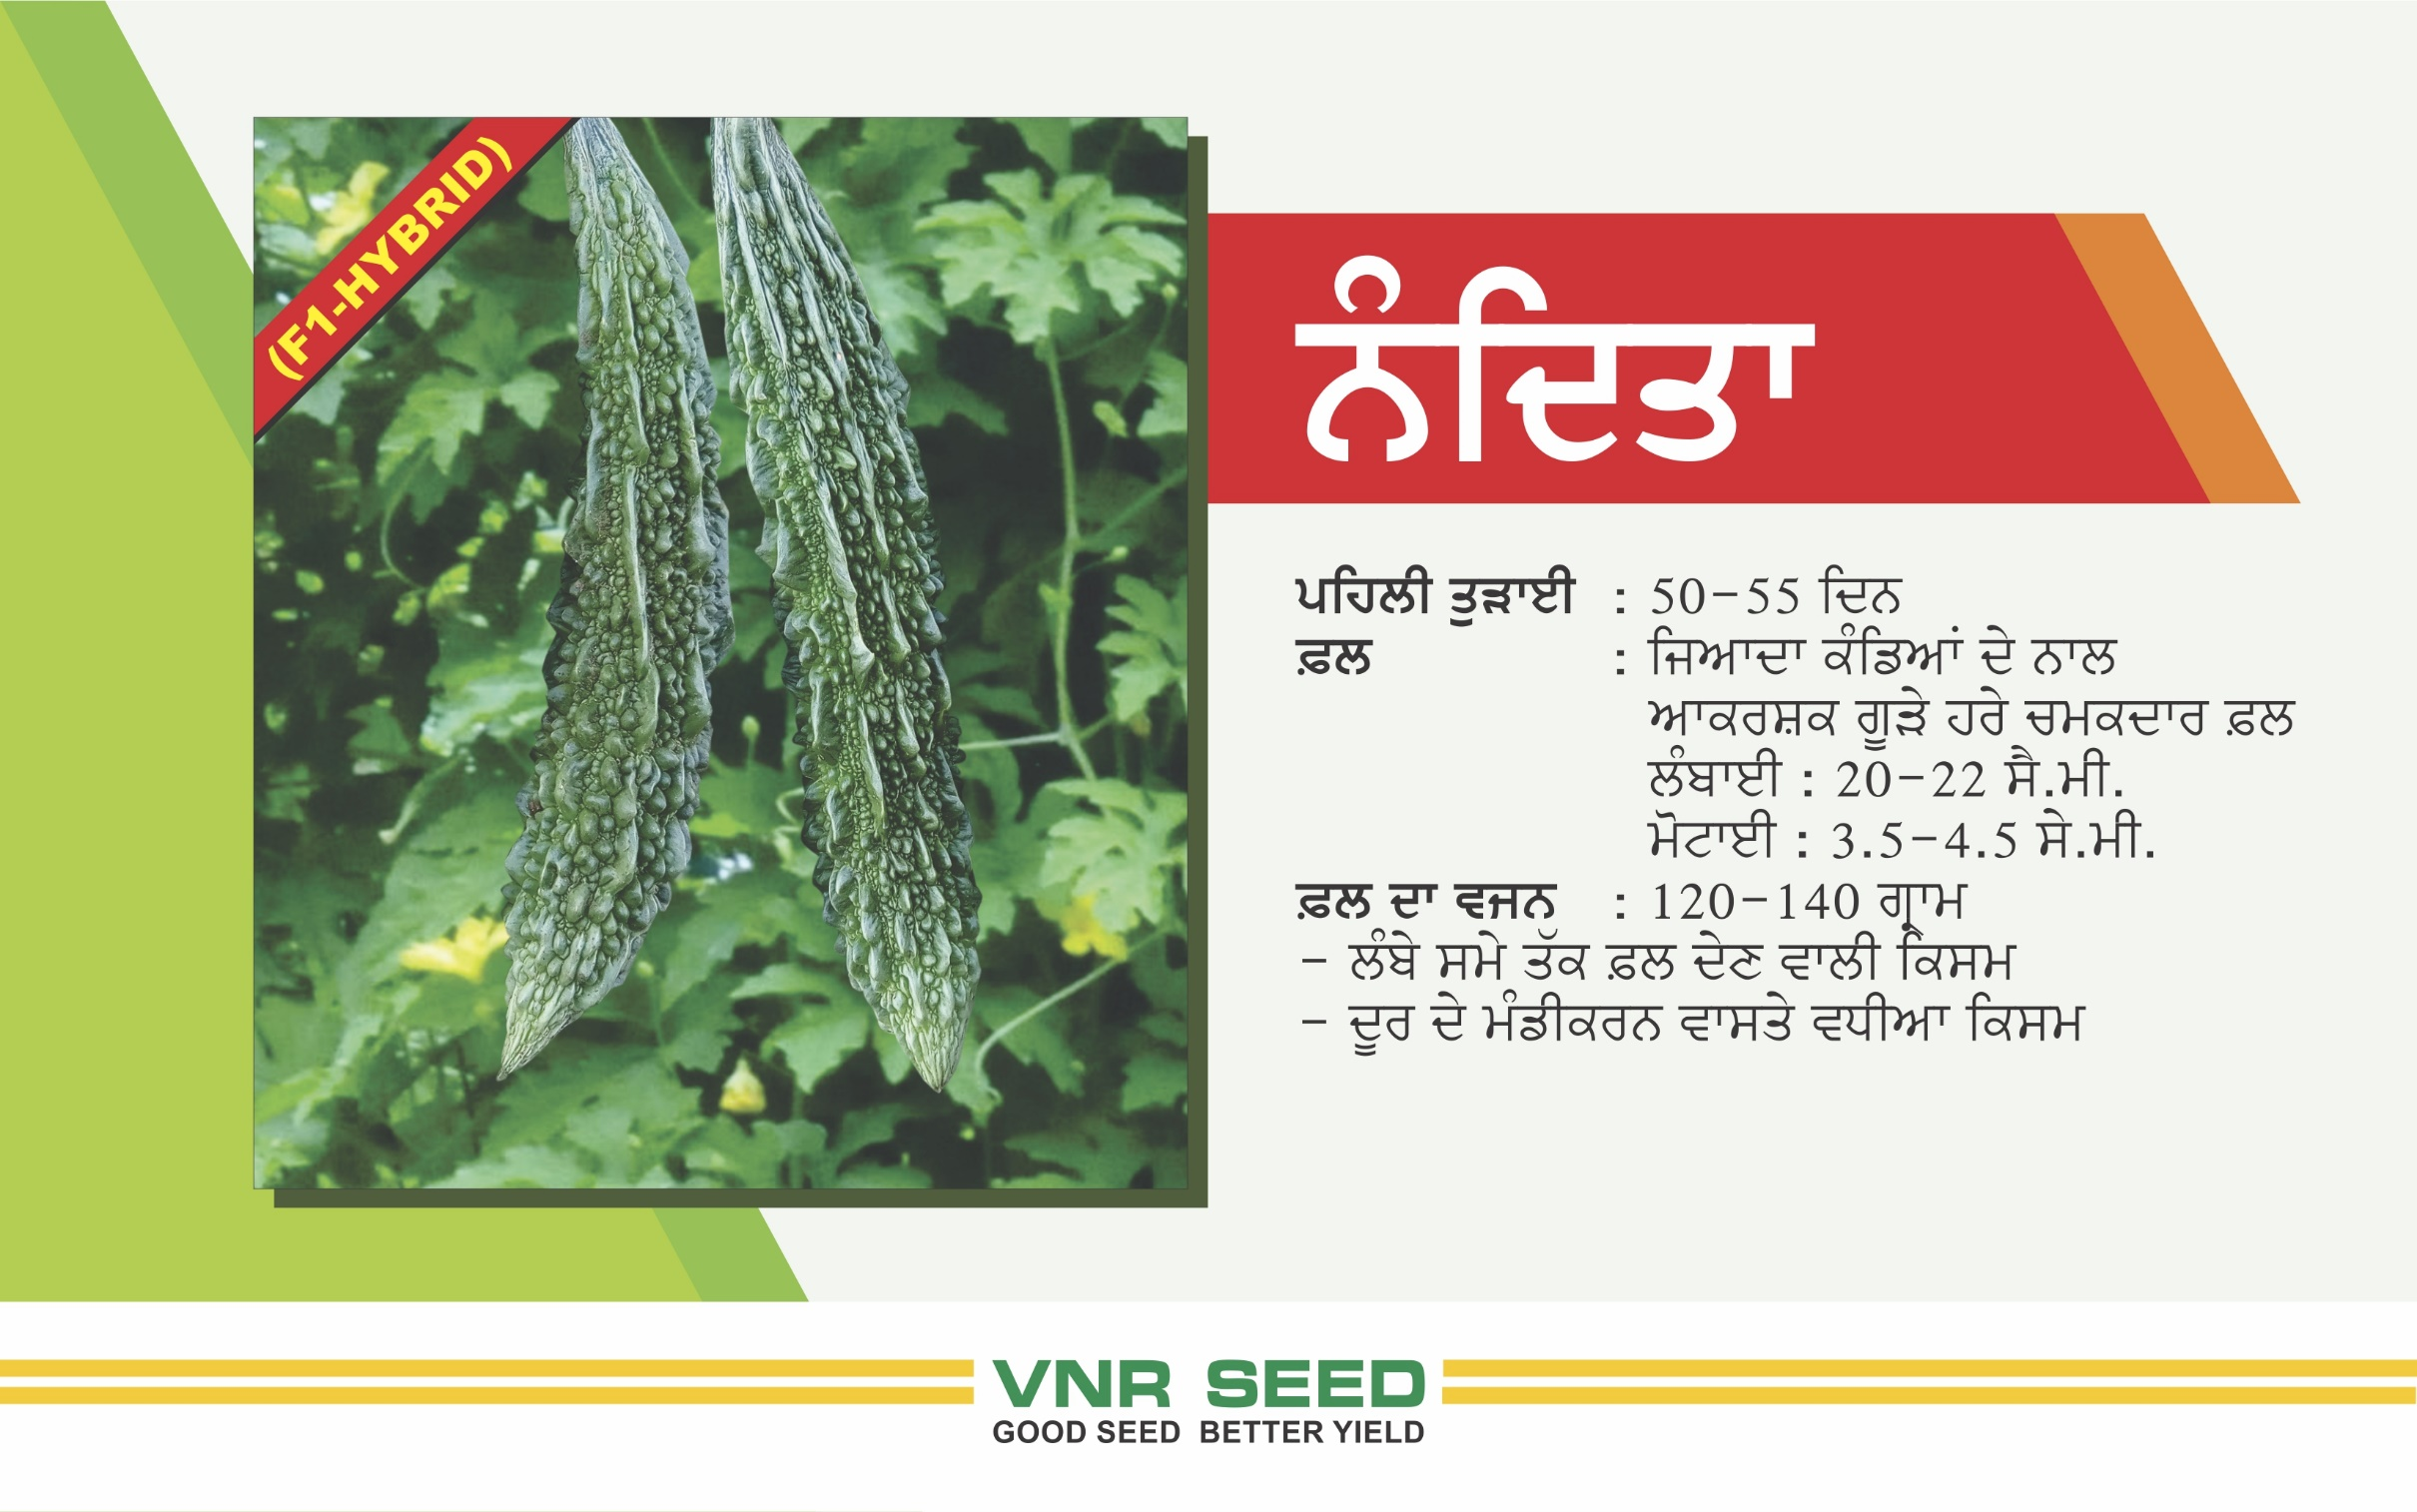 (F1-HYBRID)
ਨੰਦਿਤਾ
ਪਹਿਲੀ ਤੁੜਾਈ : 50-55 ਦਿਨ
ਫ਼ਲ : ਜਿਆਦਾ ਕੰਡਿਆਂ ਦੇ ਨਾਲ
ਆਕਰਸ਼ਕ ਗੂੜੇ ਹਰੇ ਚਮਕਦਾਰ ਫ਼ਲ
ਲੰਬਾਈ : 20-22 ਸੈ.ਮੀ.
ਮੋਟਾਈ : 3.5-4.5 ਸੇ.ਮੀ.
ਫ਼ਲ ਦਾ ਵਜਨ : 120-140 ਗ੍ਰਾਮ
- ਲੰਬੇ ਸਮੇ ਤੱਕ ਫ਼ਲ ਦੇਣ ਵਾਲੀ ਕਿਸਮ
- ਦੂਰ ਦੇ ਮੰਡੀਕਰਨ ਵਾਸਤੇ ਵਧੀਆ ਕਿਸਮ
VNR SEED
GOOD SEED BETTER YIELD